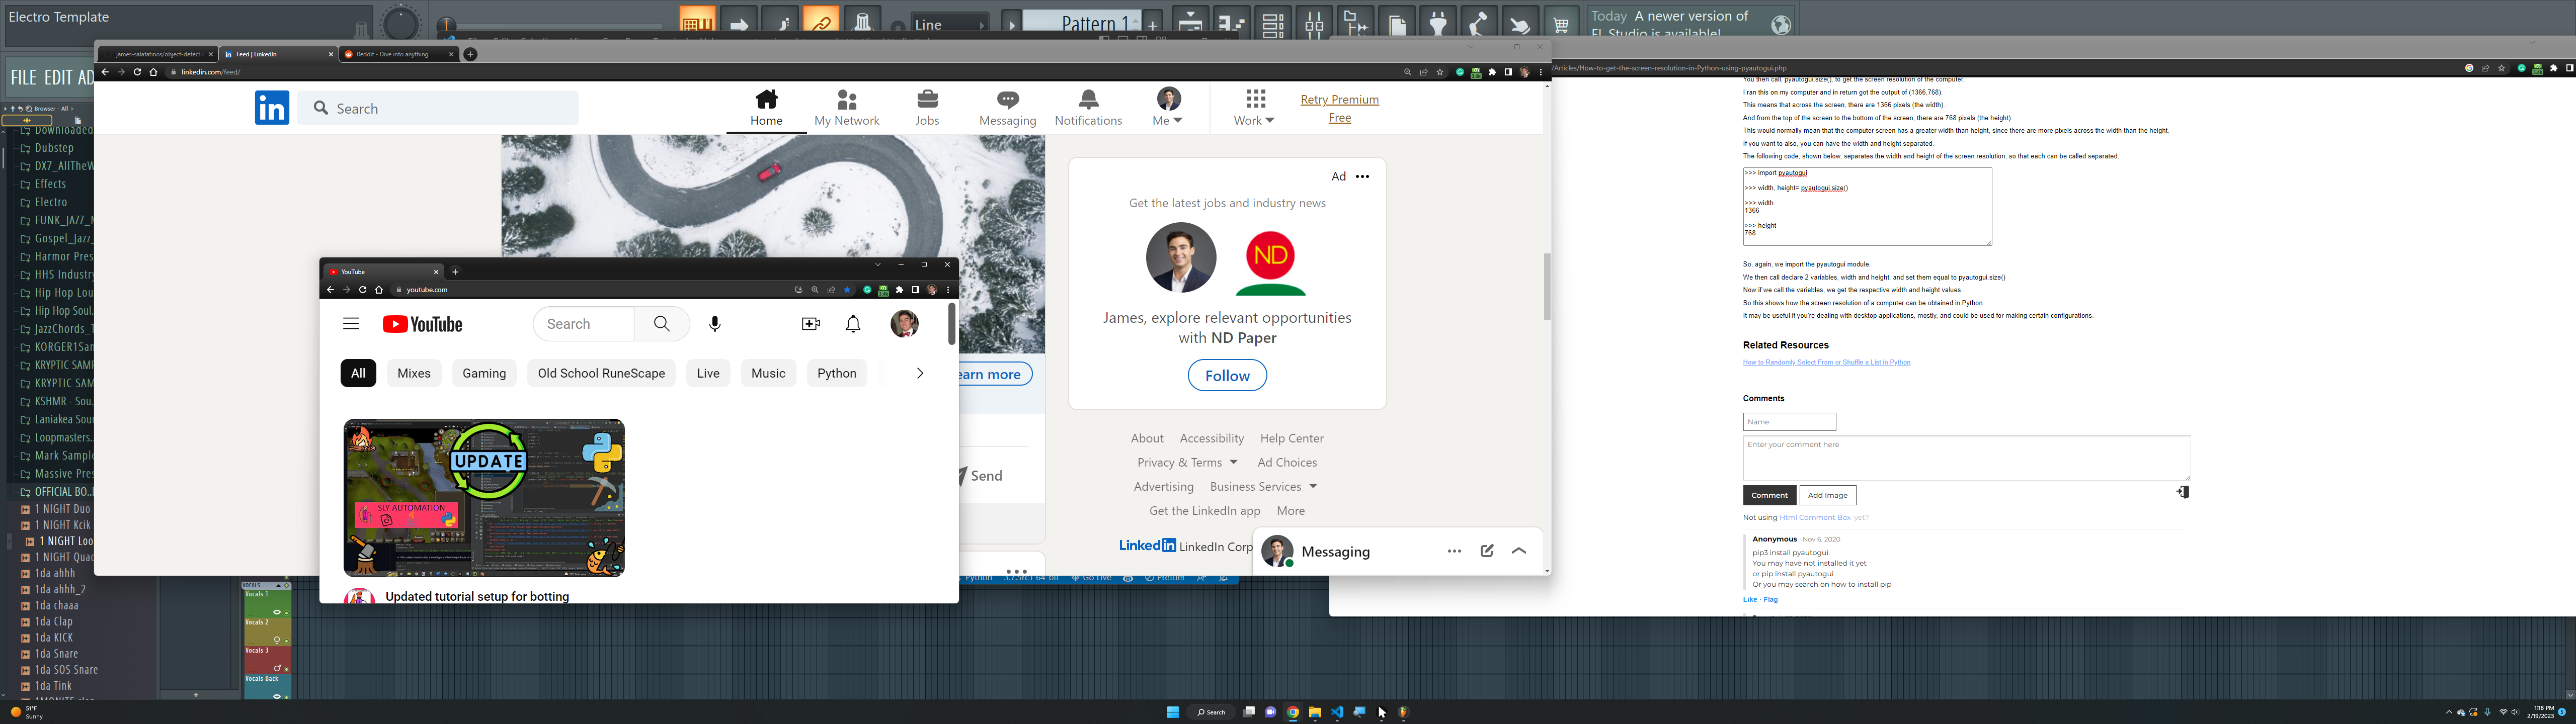 Electro Template
FILE EDIT AD
Browser - All
Downloaded
Dubstep
DX7_AllTheW
Effects
Electro
FUNK_JAZZ_M
Gospel_Jazz_
Harmor Pres
HHS Industry
Hip Hop Lou
Hip Hop Soul.
JazzChords_1
KORGER1San
KRYPTIC SAMP
KRYPTIC SAM
KSHMR - Sou.
Laniakea Soun
Loopmasters..
Mark Sample
Massive Pres
OFFICIAL BO..
1 NIGHT Duo
1 NIGHT Kcik
1 NIGHT Loo
1 NIGHT Quad
1da ahhh
1da ahhh_2
1da chaaa
1da Clap
1da KICK
1da Snare
1da SOS Snare
1da Tink
VOCALS
Vocals 1
Vocals 2
Vocals 3
Vocals Back
Line
Pattern 1
Today A newer version of
FL Studio is available!
james-salafatinos/object-detect
Feed | LinkedIn
Reddit - Dive into anything
linkedin.com/feed/
Search
Home
My Network
Jobs
Messaging
Notifications
Me
Work
Retry Premium
Free
Ad
Get the latest jobs and industry news
ND
James, explore relevant opportunities
with ND Paper
Follow
earn more
Send
About Accessibility Help Center
Privacy & Terms Ad Choices
Advertising Business Services
Get the LinkedIn app More
LinkedIn LinkedIn Corp
Messaging
YouTube
youtube.com
YouTube
Search
All
Mixes
Gaming
Old School RuneScape
Live
Music
Python
UPDATE
SLY AUTOMATION
Updated tutorial setup for botting
Python 3.7.5rc1 64-bit Go Live Prettier
/Articles/How-to-get-the-screen-resolution-in-Python-using-pyautogui.php
You then call, pyautogui.size(), to get the screen resolution of the computer.
I ran this on my computer and in return got the output of (1366,768).
This means that across the screen, there are 1366 pixels (the width).
And from the top of the screen to the bottom of the screen, there are 768 pixels (the height).
This would normally mean that the computer screen has a greater width than height, since there are more pixels across the width than the height.
If you want to also, you can have the width and height separated.
The following code, shown below, separates the width and height of the screen resolution, so that each can be called separated.
>>> import pyautogui
>>> width, height= pyautogui.size()
>>> width
1366
>>> height
768
So, again, we import the pyautogui module.
We then call declare 2 variables, width and height, and set them equal to pyautogui.size()
Now if we call the variables, we get the respective width and height values.
So this shows how the screen resolution of a computer can be obtained in Python.
It may be useful if you're dealing with desktop applications, mostly, and could be used for making certain configurations.
Related Resources
How to Randomly Select From or Shuffle a List in Python
Comments
Name
Enter your comment here
Comment
Add Image
Not using Html Comment Box yet?
Anonymous · Nov 6, 2020
pip3 install pyautogui.
You may have not installed it yet
or pip install pyautogui
Or you may search on how to install pip
Like · Flag
51°F
Sunny
Search
1:18 PM
2/19/2023